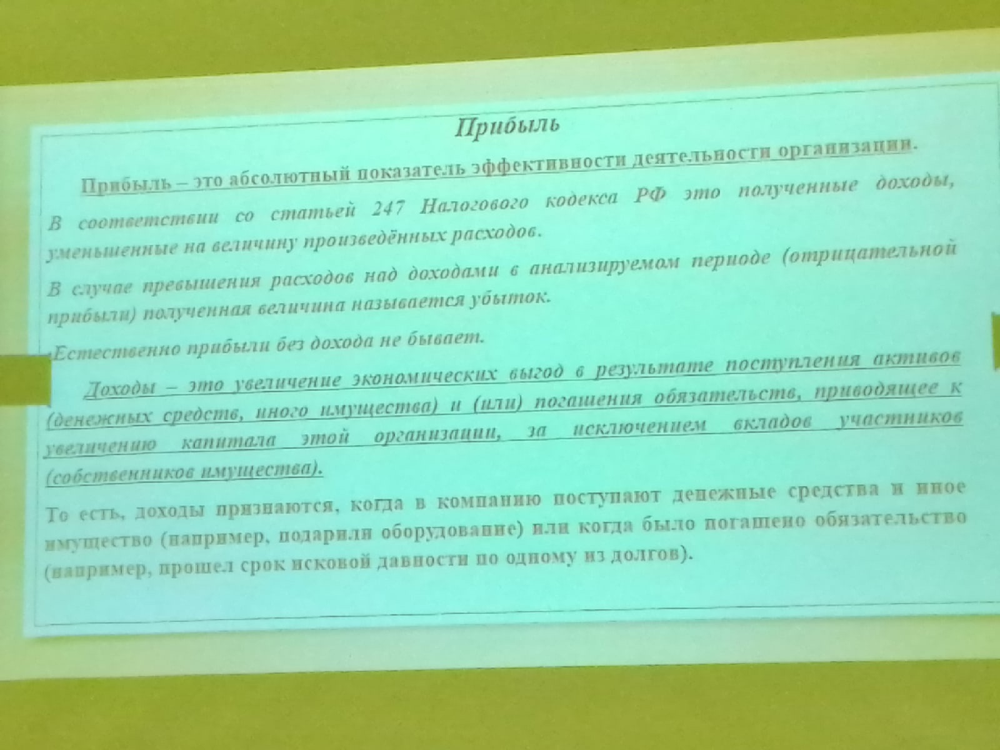 Прибыль
Прибыль – это абсолютный показатель эффективности деятельности организации.
В соответствии со статьей 247 Налогового кодекса РФ это полученные доходы,
уменьшенные на величину произведённых расходов.
В случае превышения расходов над доходами в анализируемом периоде (отрицательной
прибыли) полученная величина называется убыток.
Естественно прибыли без дохода не бывает.
Доходы – это увеличение экономических выгод в результате поступления активов
(денежных средств, иного имущества) и (или) погашения обязательств, приводящее к
увеличению капитала этой организации, за исключением вкладов участников
(собственников имущества).
То есть, доходы признаются, когда в компанию поступают денежные средства и иное
имущество (например, подарили оборудование) или когда было погашено обязательство
(например, прошел срок исковой давности по одному из долгов).